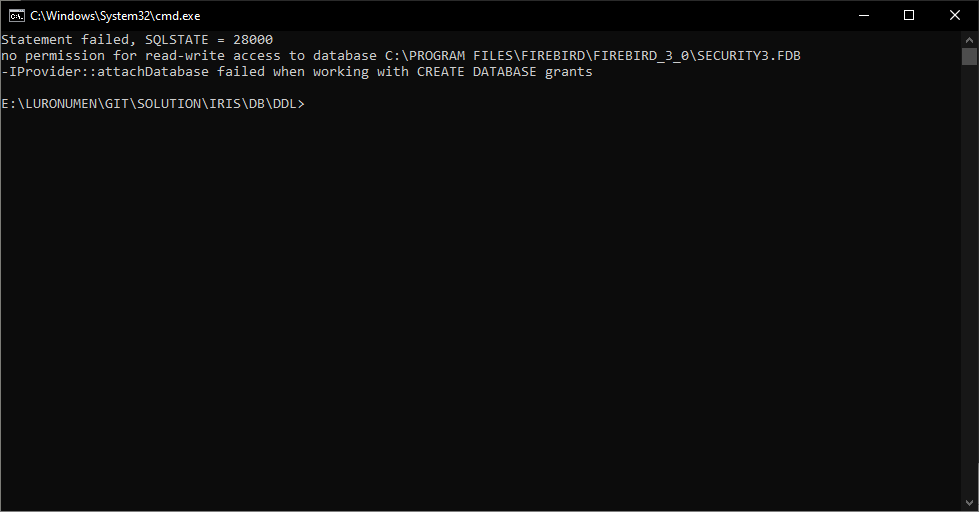 C:\Windows\System32\cmd.exe
Statement failed, SQLSTATE = 28000
no permission for read-write access to database C:\PROGRAM FILES\FIREBIRD\FIREBIRD_3_0\SECURITY3.FDB
-IProvider::attachDatabase failed when working with CREATE DATABASE grants
E:\LURONUMEN\GIT\SOLUTION\IRIS\DB\DDL>